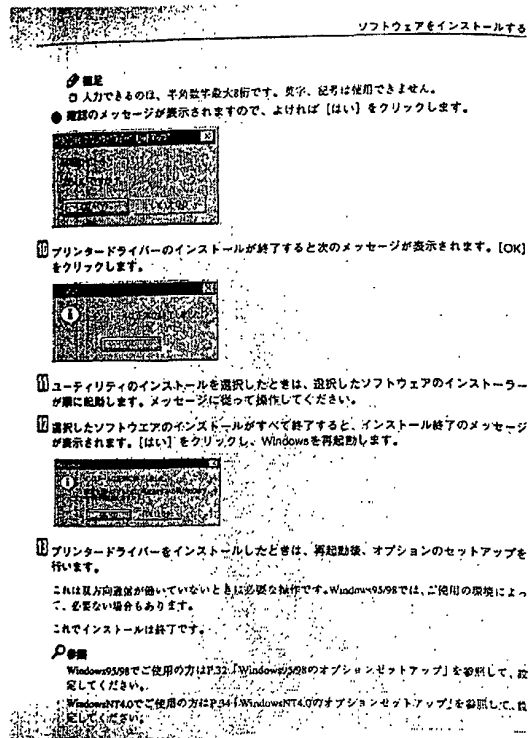 ソフトウェアをインストールする
補足
入力できるのは、半角数字最大8桁です。英字、記号は使用できません。
● 確認のメッセージが表示されますので、よければ［はい］をクリックします。
10 プリンタードライバーのインストールが終了すると次のメッセージが表示されます。［OK］
をクリックします。
11 ユーティリティのインストールを選択したときは、選択したソフトウェアのインストーラー
が順に起動します。メッセージに従って操作してください。
12 選択したソフトウエアのインストールがすべて終了すると、インストール終了のメッセージ
が表示されます。［はい］をクリックし、Windowsを再起動します。
13 プリンタードライバーをインストールしたときは、再起動後、オプションのセットアップを
行います。
これは双方向通信が働いていないときに必要な操作です。Windows95/98では、ご使用の環境によっ
て、必要ない場合もあります。
これでインストールは終了です。
参照
Windows95/98でご使用の方はP.32「Windows95/98のオプションセットアップ」を参照して、設
定してください。
WindowsNT4.0でご使用の方はP.34「WindowsNT4.0のオプションセットアップ」を参照して、設
定してください。